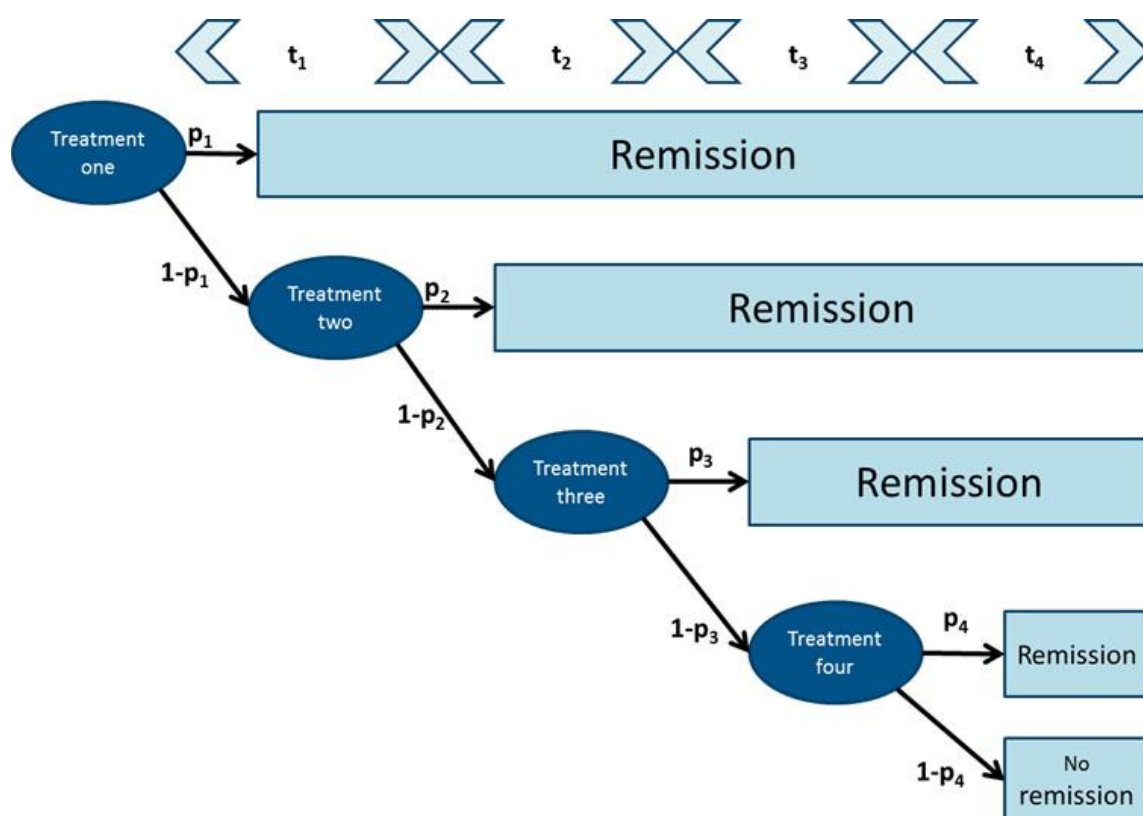 t₁ t₂ t₃ t₄
Treatment
one
p₁
Remission
1-p₁
Treatment
two
p₂
Remission
1-p₂
Treatment
three
p₃
Remission
1-p₃
Treatment
four
p₄
Remission
1-p₄
No
remission